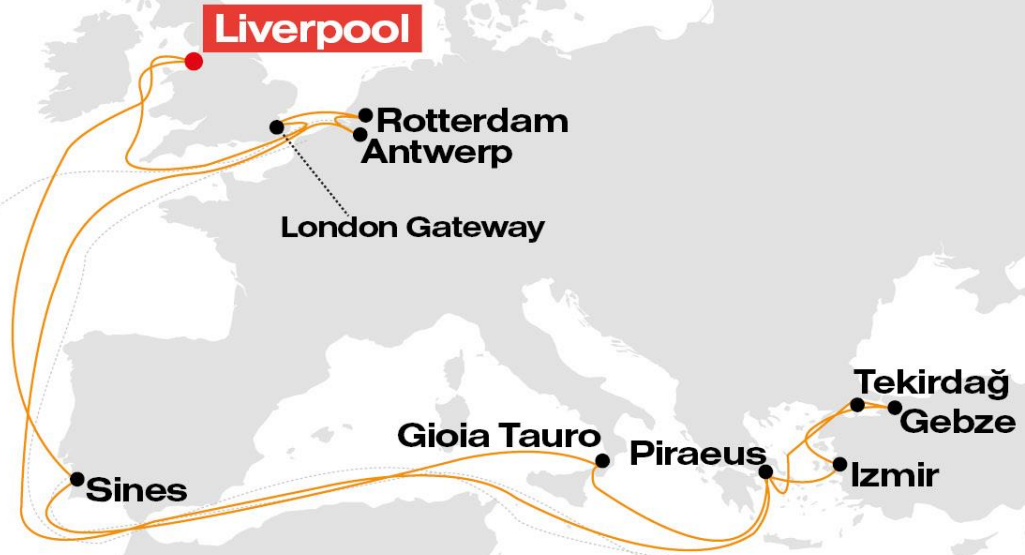 Liverpool
Rotterdam
Antwerp
London Gateway
Tekirdağ
Gebze
Gioia Tauro
Piraeus
Izmir
Sines